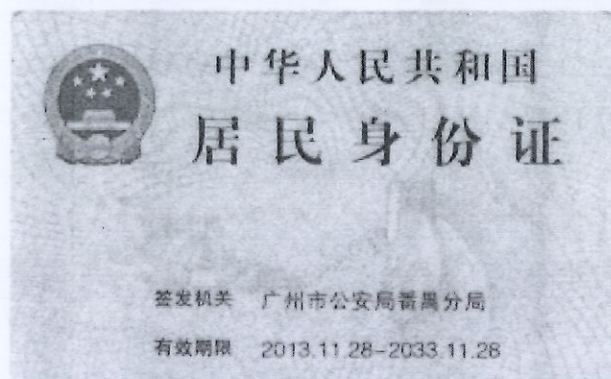 中华人民共和国
居民身份证
签发机关 广州市公安局番禺分局
有效期限 2013.11.28-2033.11.28